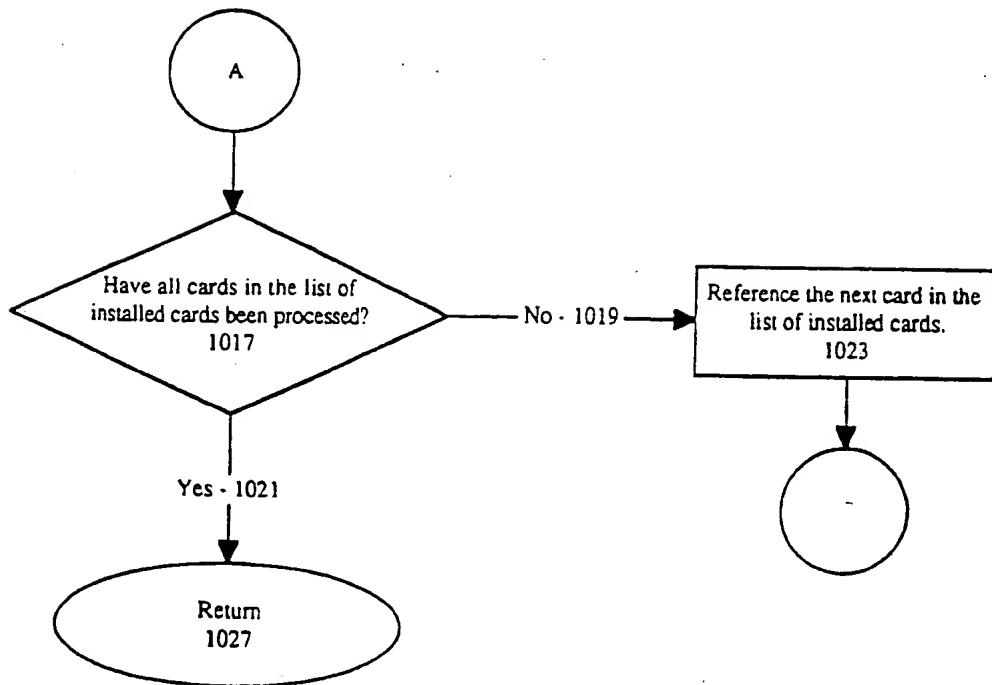 A
Have all cards in the list of
installed cards been processed?
1017
No - 1019
Reference the next card in the
list of installed cards.
1023
Yes - 1021
Return
1027